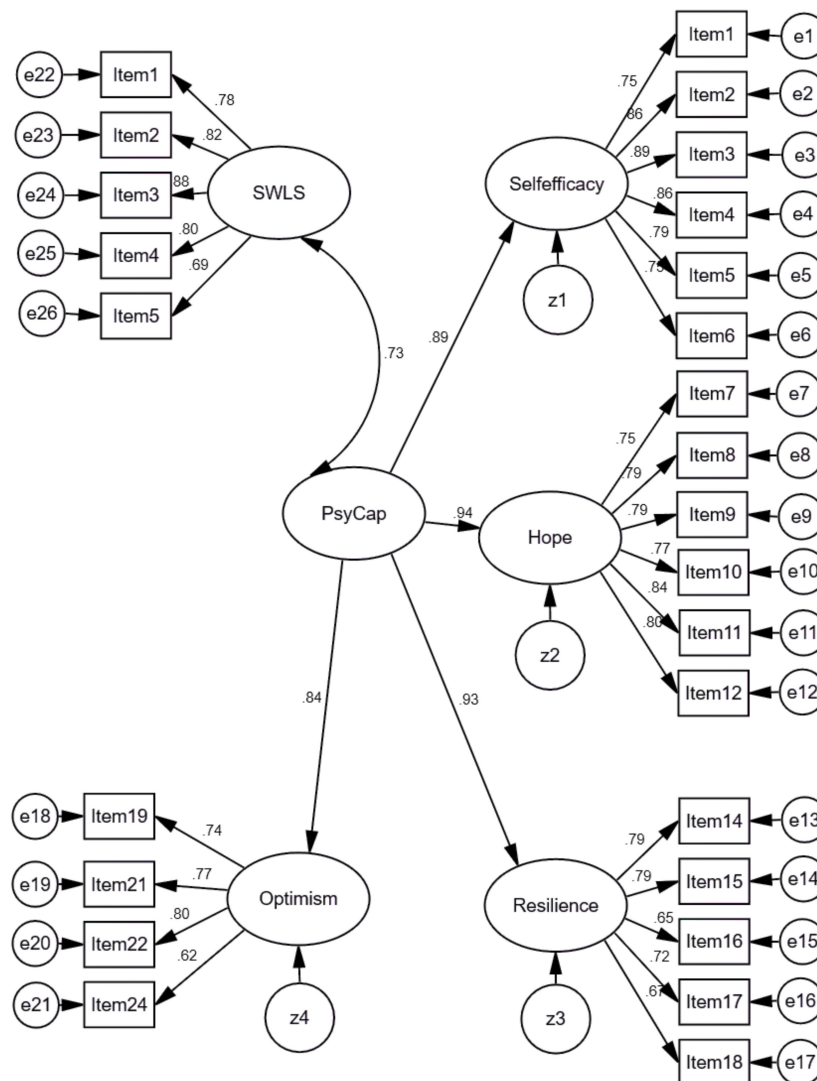 e22
Item1
.78
e23
Item2
.82
e24
Item3
.88
e25
Item4
.80
e26
Item5
.69
SWLS
.73
PsyCap
.89
.94
.93
.84
Selfefficacy
z1
.75
Item1
e1
.86
Item2
e2
.89
Item3
e3
.86
Item4
e4
.79
Item5
e5
Item6
e6
Hope
z2
.75
Item7
e7
.79
Item8
e8
.79
Item9
e9
.77
Item10
e10
.84
Item11
e11
.80
Item12
e12
e18
Item19
.74
e19
Item21
.77
e20
Item22
.80
e21
Item24
.62
Optimism
z4
Resilience
z3
.79
Item14
e13
.79
Item15
e14
.65
Item16
e15
.72
Item17
e16
.67
Item18
e17